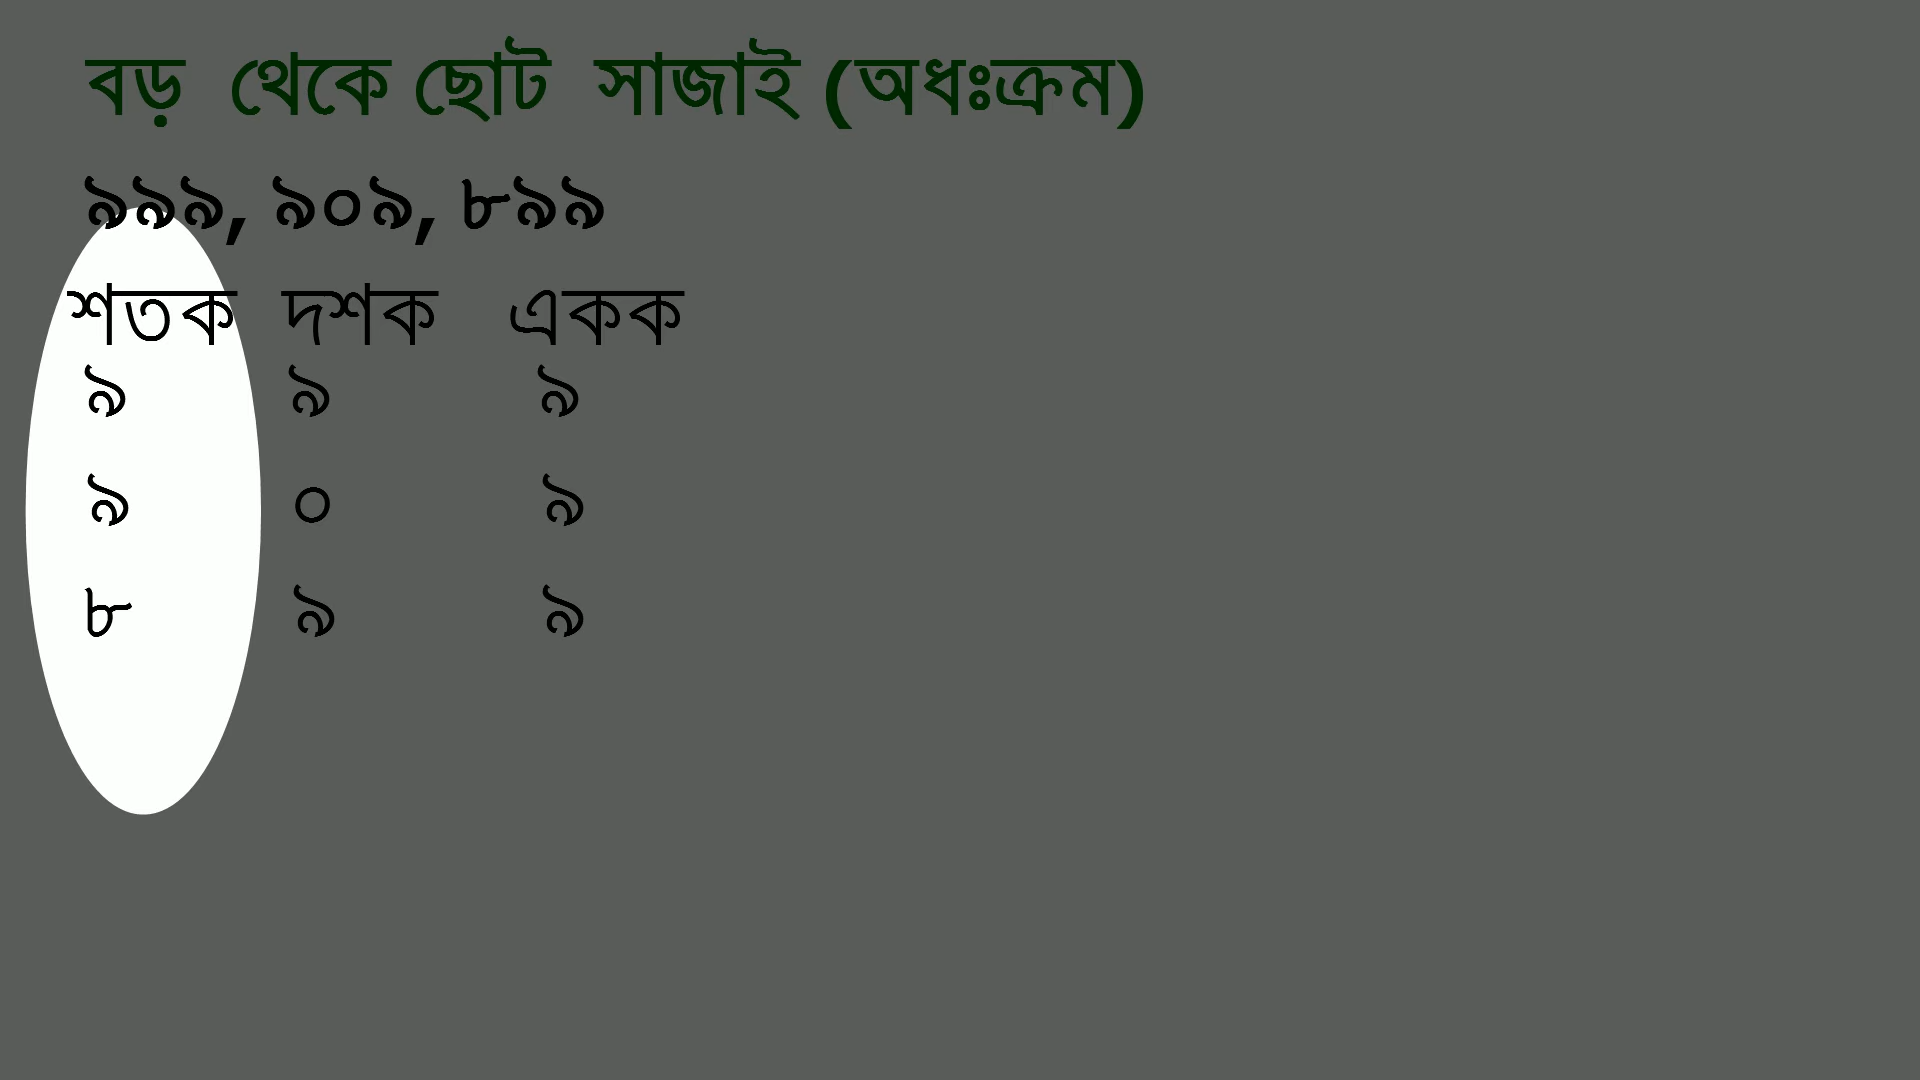 বড় থেকে ছোট সাজাই (অধঃক্রম)
৯৯৯, ৯০৯, ৮৯৯
শতক দশক একক
৯ ৯ ৯
৯ ০ ৯
৮ ৯ ৯